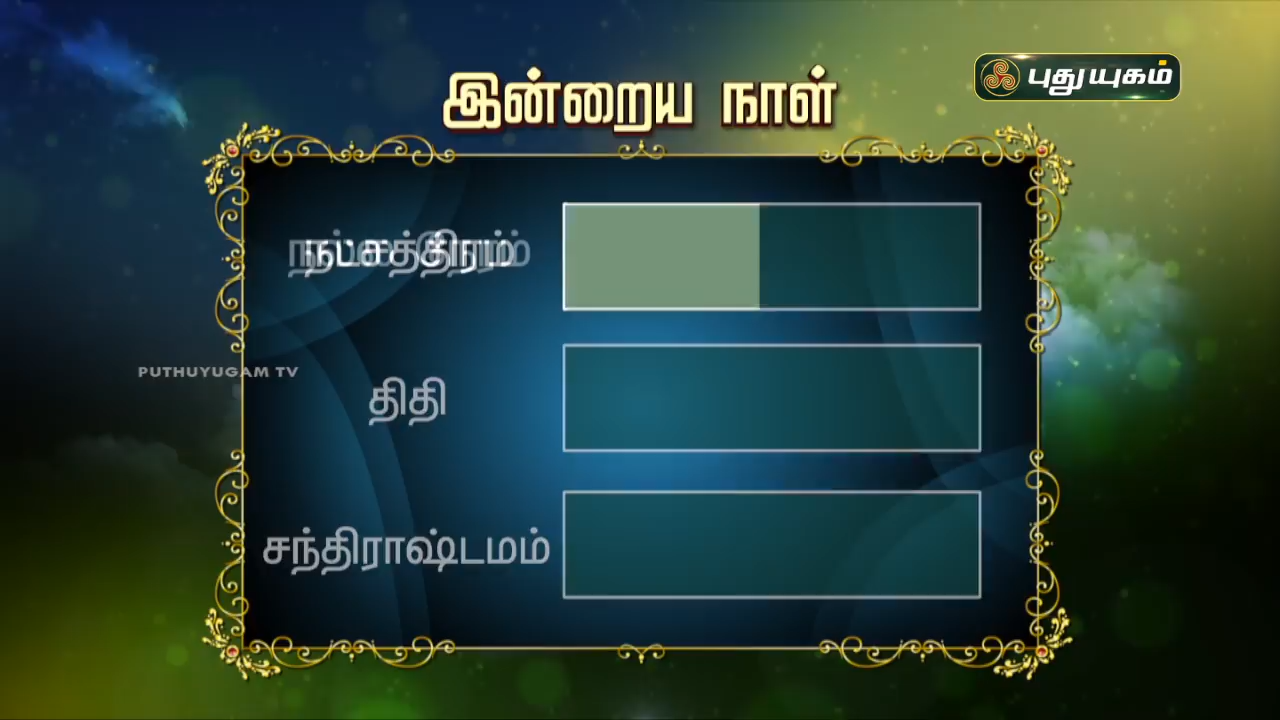 இன்றைய நாள்
புதுயுகம்
நட்சத்திரம்
PUTHUYUGAM TV
திதி
சந்திராஷ்டமம்